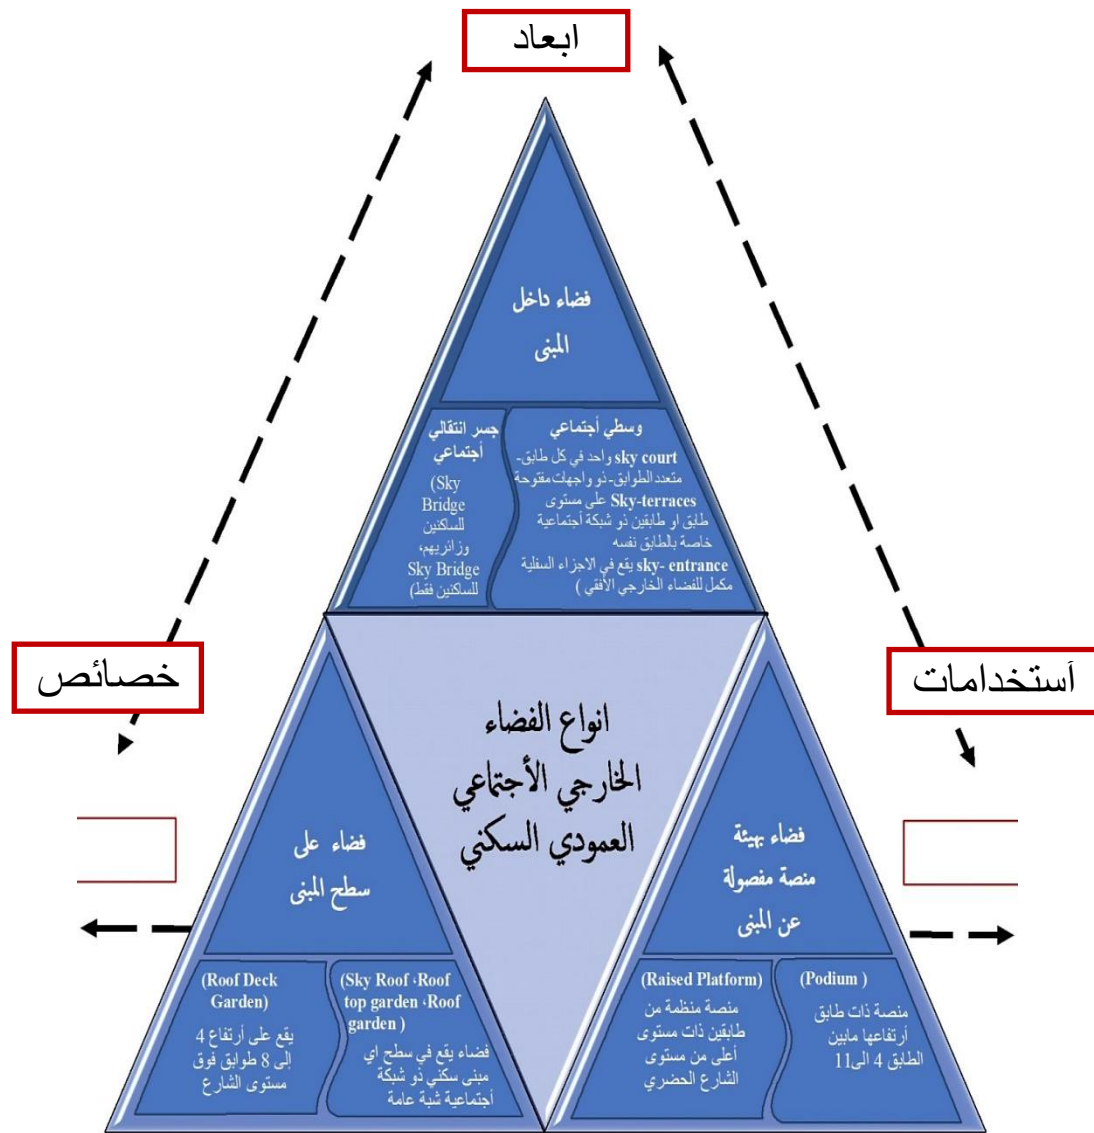 ابعاد
فضاء داخل
المبنى
وسطي أجتماعي
sky court واحد في كل طابق-
متعدد الطوابق- ذو واجهات مفتوحة
Sky-terraces على مستوى
طابق او طابقين ذو شبكة أجتماعية
خاصة بالطابق نفسه
sky- entrance يقع في الاجزاء السفلية
مكمل للفضاء الخارجي الأفقي )
جسر انتقالي
أجتماعي
(Sky
Bridge
للساكنين
وزائريهم،
Sky Bridge
للساكنين فقط)
أستخدامات
خصائص
انواع الفضاء
الخارجي الأجتماعي
العمودي السكني
فضاء بهيئة
منصة مفصولة
عن المبنى
(Podium )
منصة ذات طابق
أرتفاعها مابين
الطابق 4 الى11
(Raised Platform)
منصة منظمة من
طابقين ذات مستوى
أعلى من مستوى
الشارع الحضري
فضاء على
سطح المبنى
(Sky Roof ،Roof
top garden ،Roof
garden )
فضاء يقع في سطح اي
مبنى سكني ذو شبكة
أجتماعية شبة عامة
(Roof Deck
Garden)
يقع على أرتفاع 4
إلى 8 طوابق فوق
مستوى الشارع